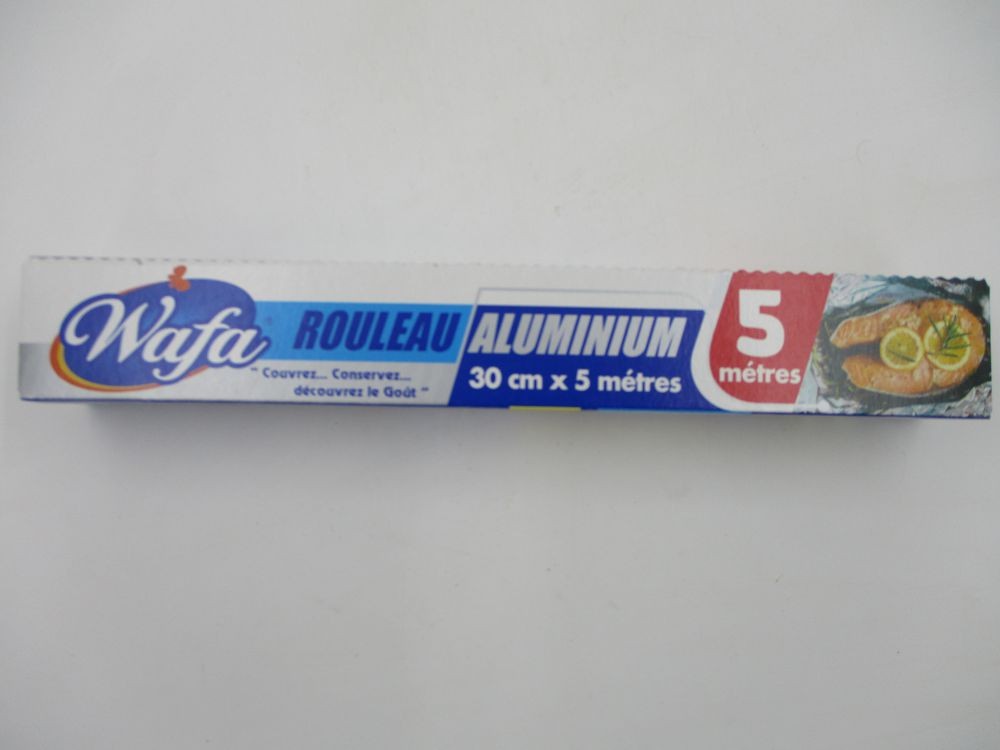 Wafa
ROULEAU ALUMINIUM
30 cm x 5 métres
" Couvrez... Conservez...
découvrez le Goût "
5
métres